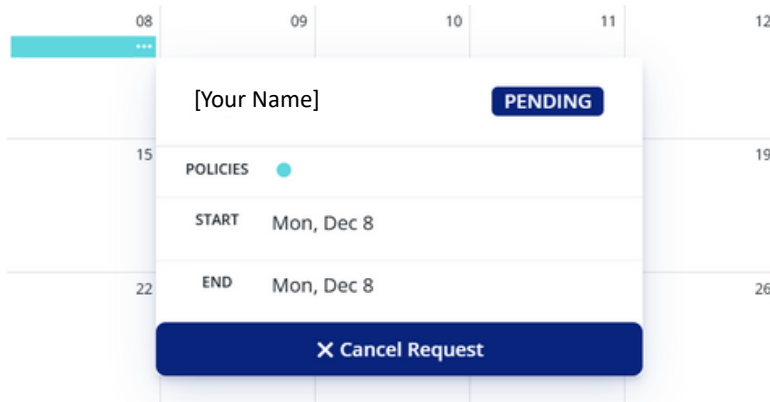 08 09 10 11 12
...
[Your Name] PENDING
15 19
POLICIES
START Mon, Dec 8
END Mon, Dec 8
22 26
Cancel Request